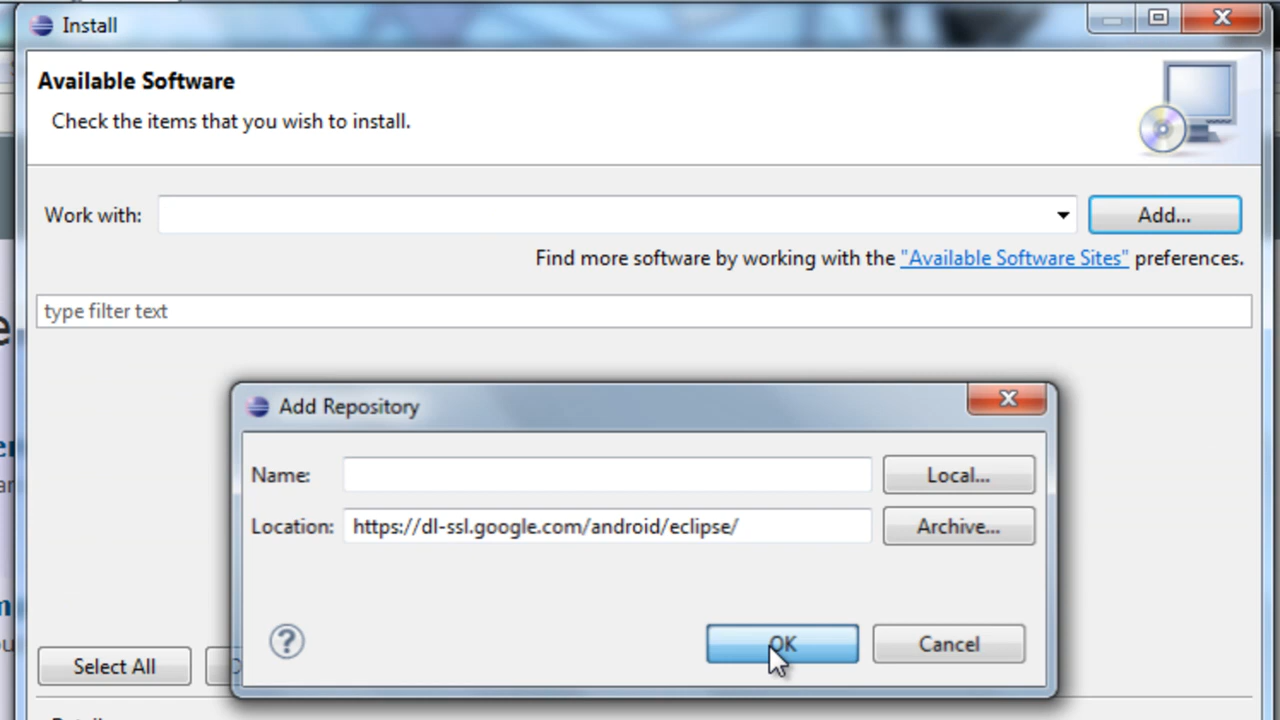 Install
Available Software
Check the items that you wish to install.
Work with:
Add...
Find more software by working with the "Available Software Sites" preferences.
type filter text
Add Repository
Name:
Local...
Location: https://dl-ssl.google.com/android/eclipse/
Archive...
OK
Cancel
Select All